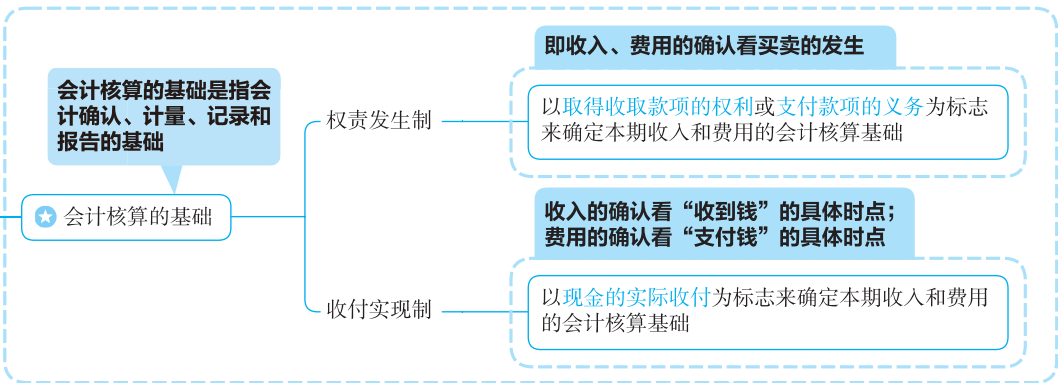 会计核算的基础是指会
计确认、计量、记录和
报告的基础
会计核算的基础
权责发生制
即收入、费用的确认看买卖的发生
以取得收取款项的权利或支付款项的义务为标志
来确定本期收入和费用的会计核算基础
收付实现制
收入的确认看“收到钱”的具体时点；
费用的确认看“支付钱”的具体时点
以现金的实际收付为标志来确定本期收入和费用
的会计核算基础